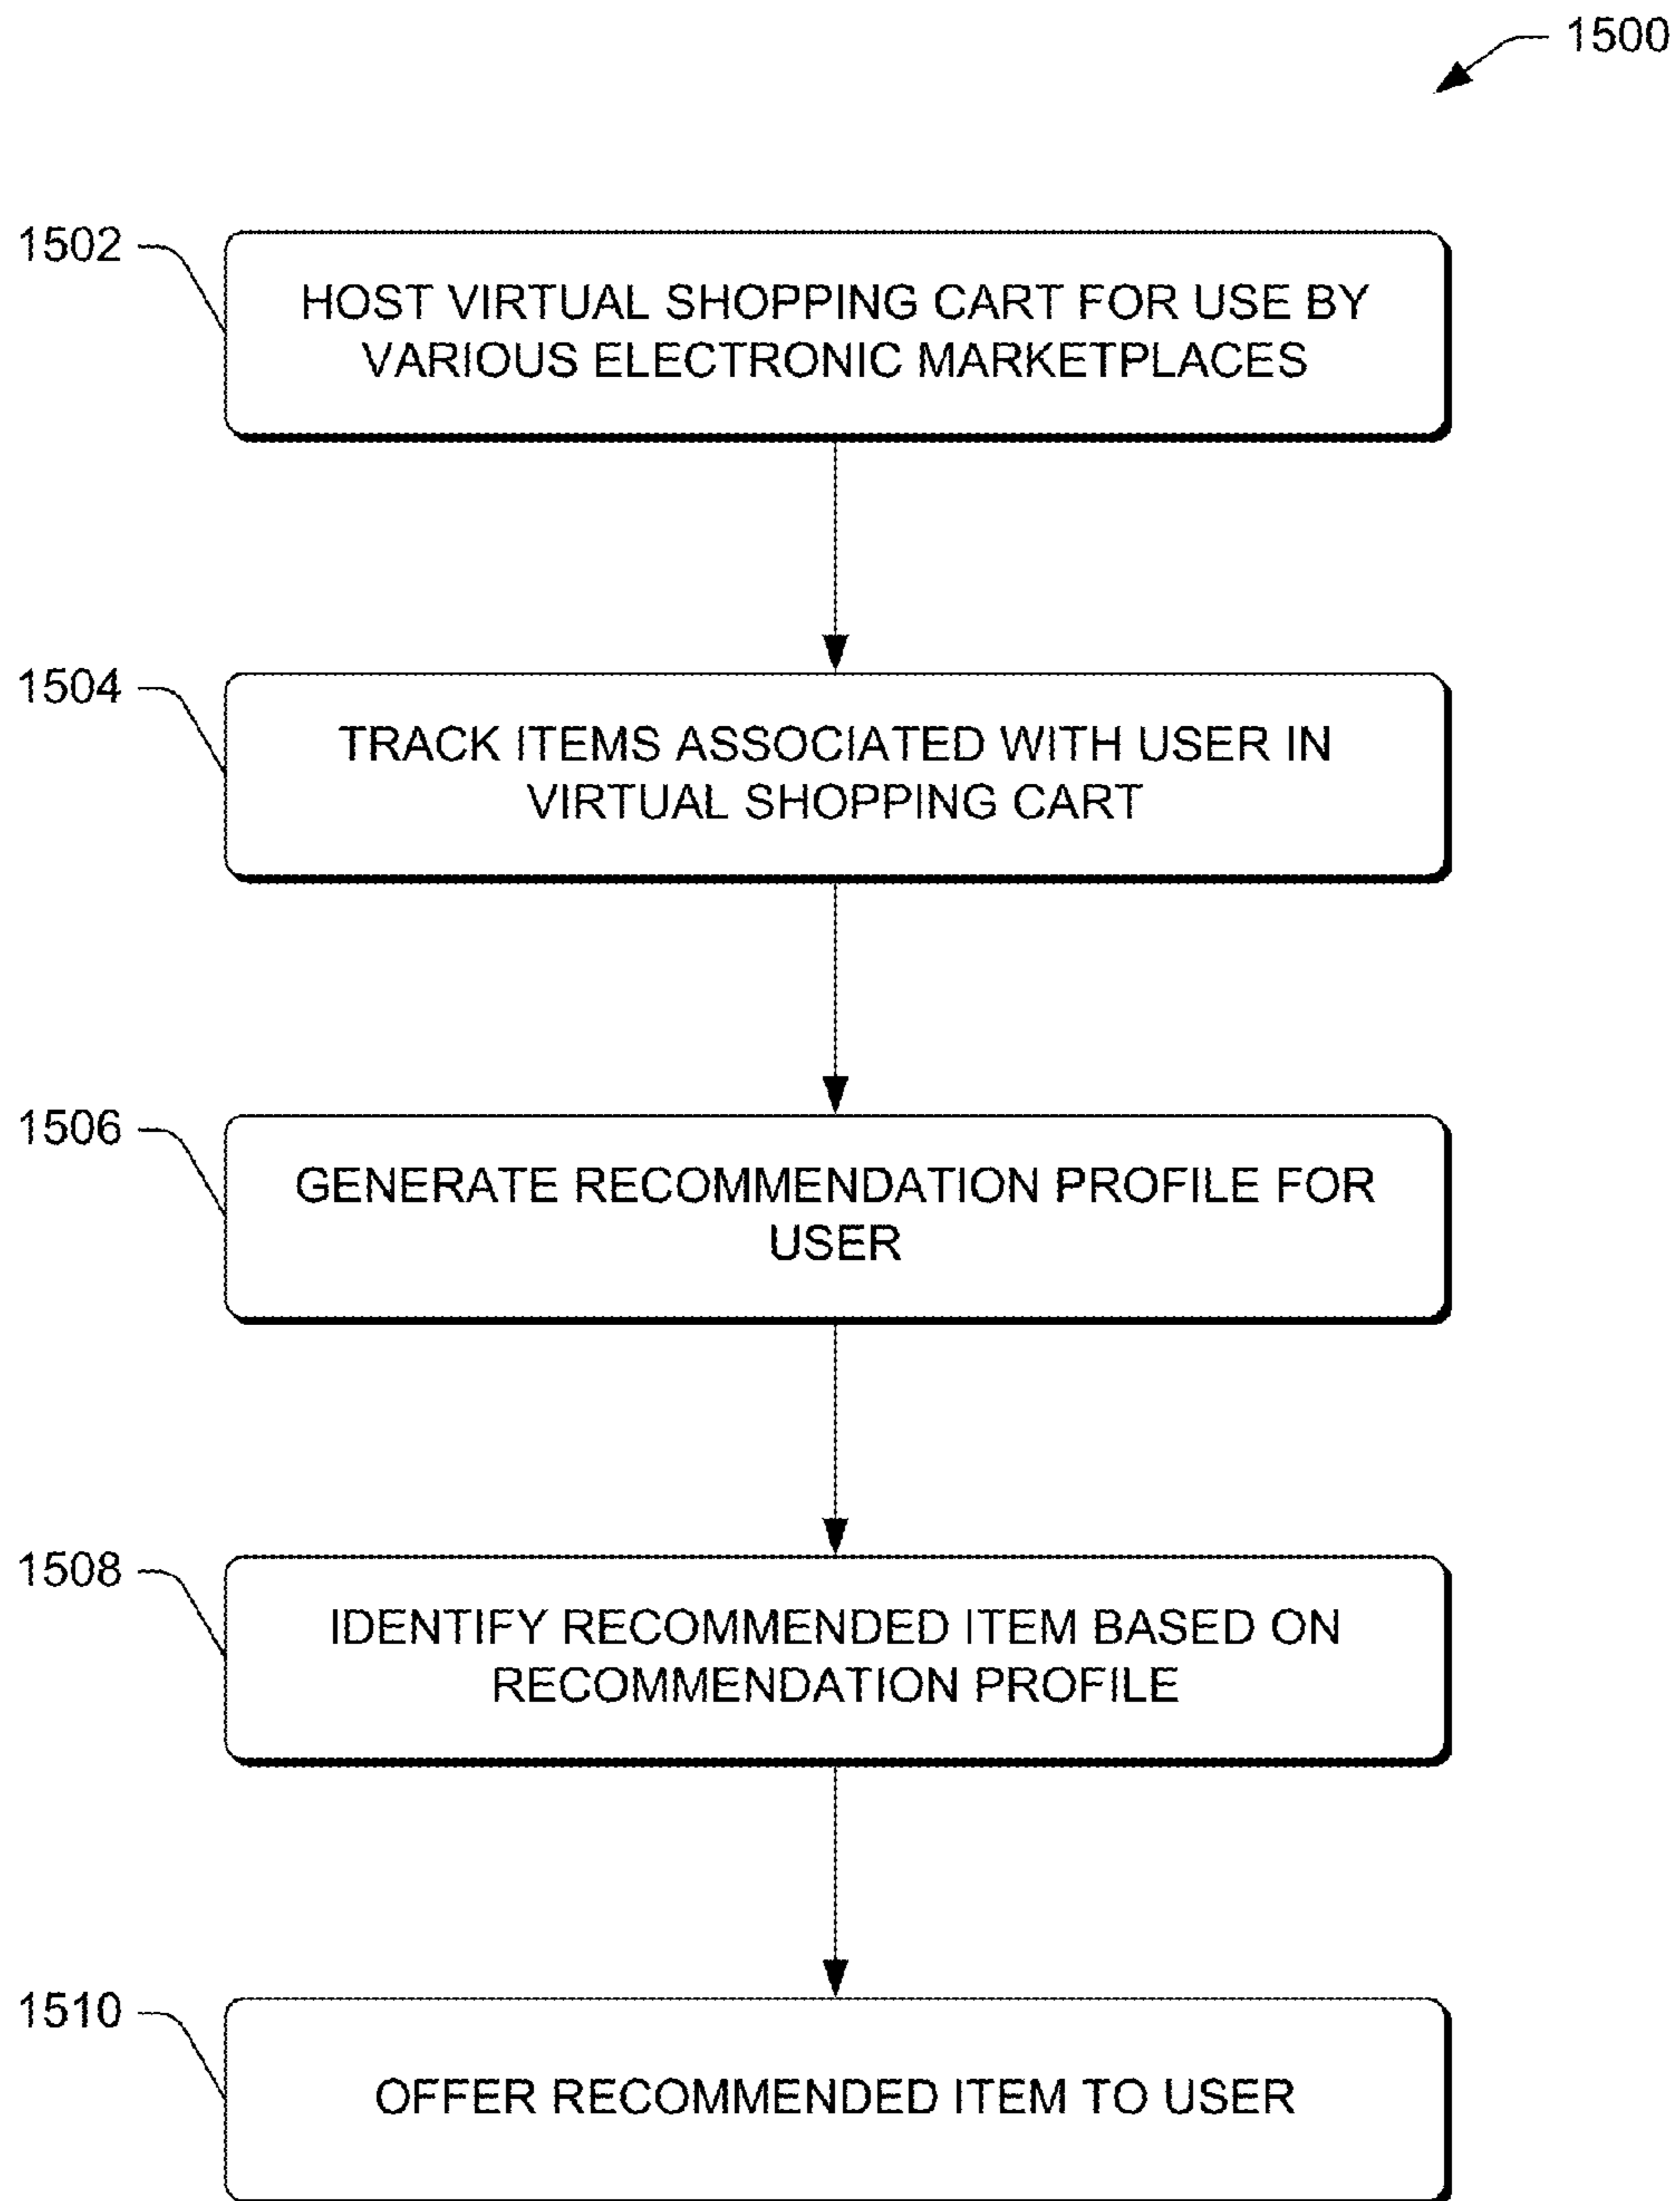 1500
1502
HOST VIRTUAL SHOPPING CART FOR USE BY
VARIOUS ELECTRONIC MARKETPLACES
1504
TRACK ITEMS ASSOCIATED WITH USER IN
VIRTUAL SHOPPING CART
1506
GENERATE RECOMMENDATION PROFILE FOR
USER
1508
IDENTIFY RECOMMENDED ITEM BASED ON
RECOMMENDATION PROFILE
1510
OFFER RECOMMENDED ITEM TO USER